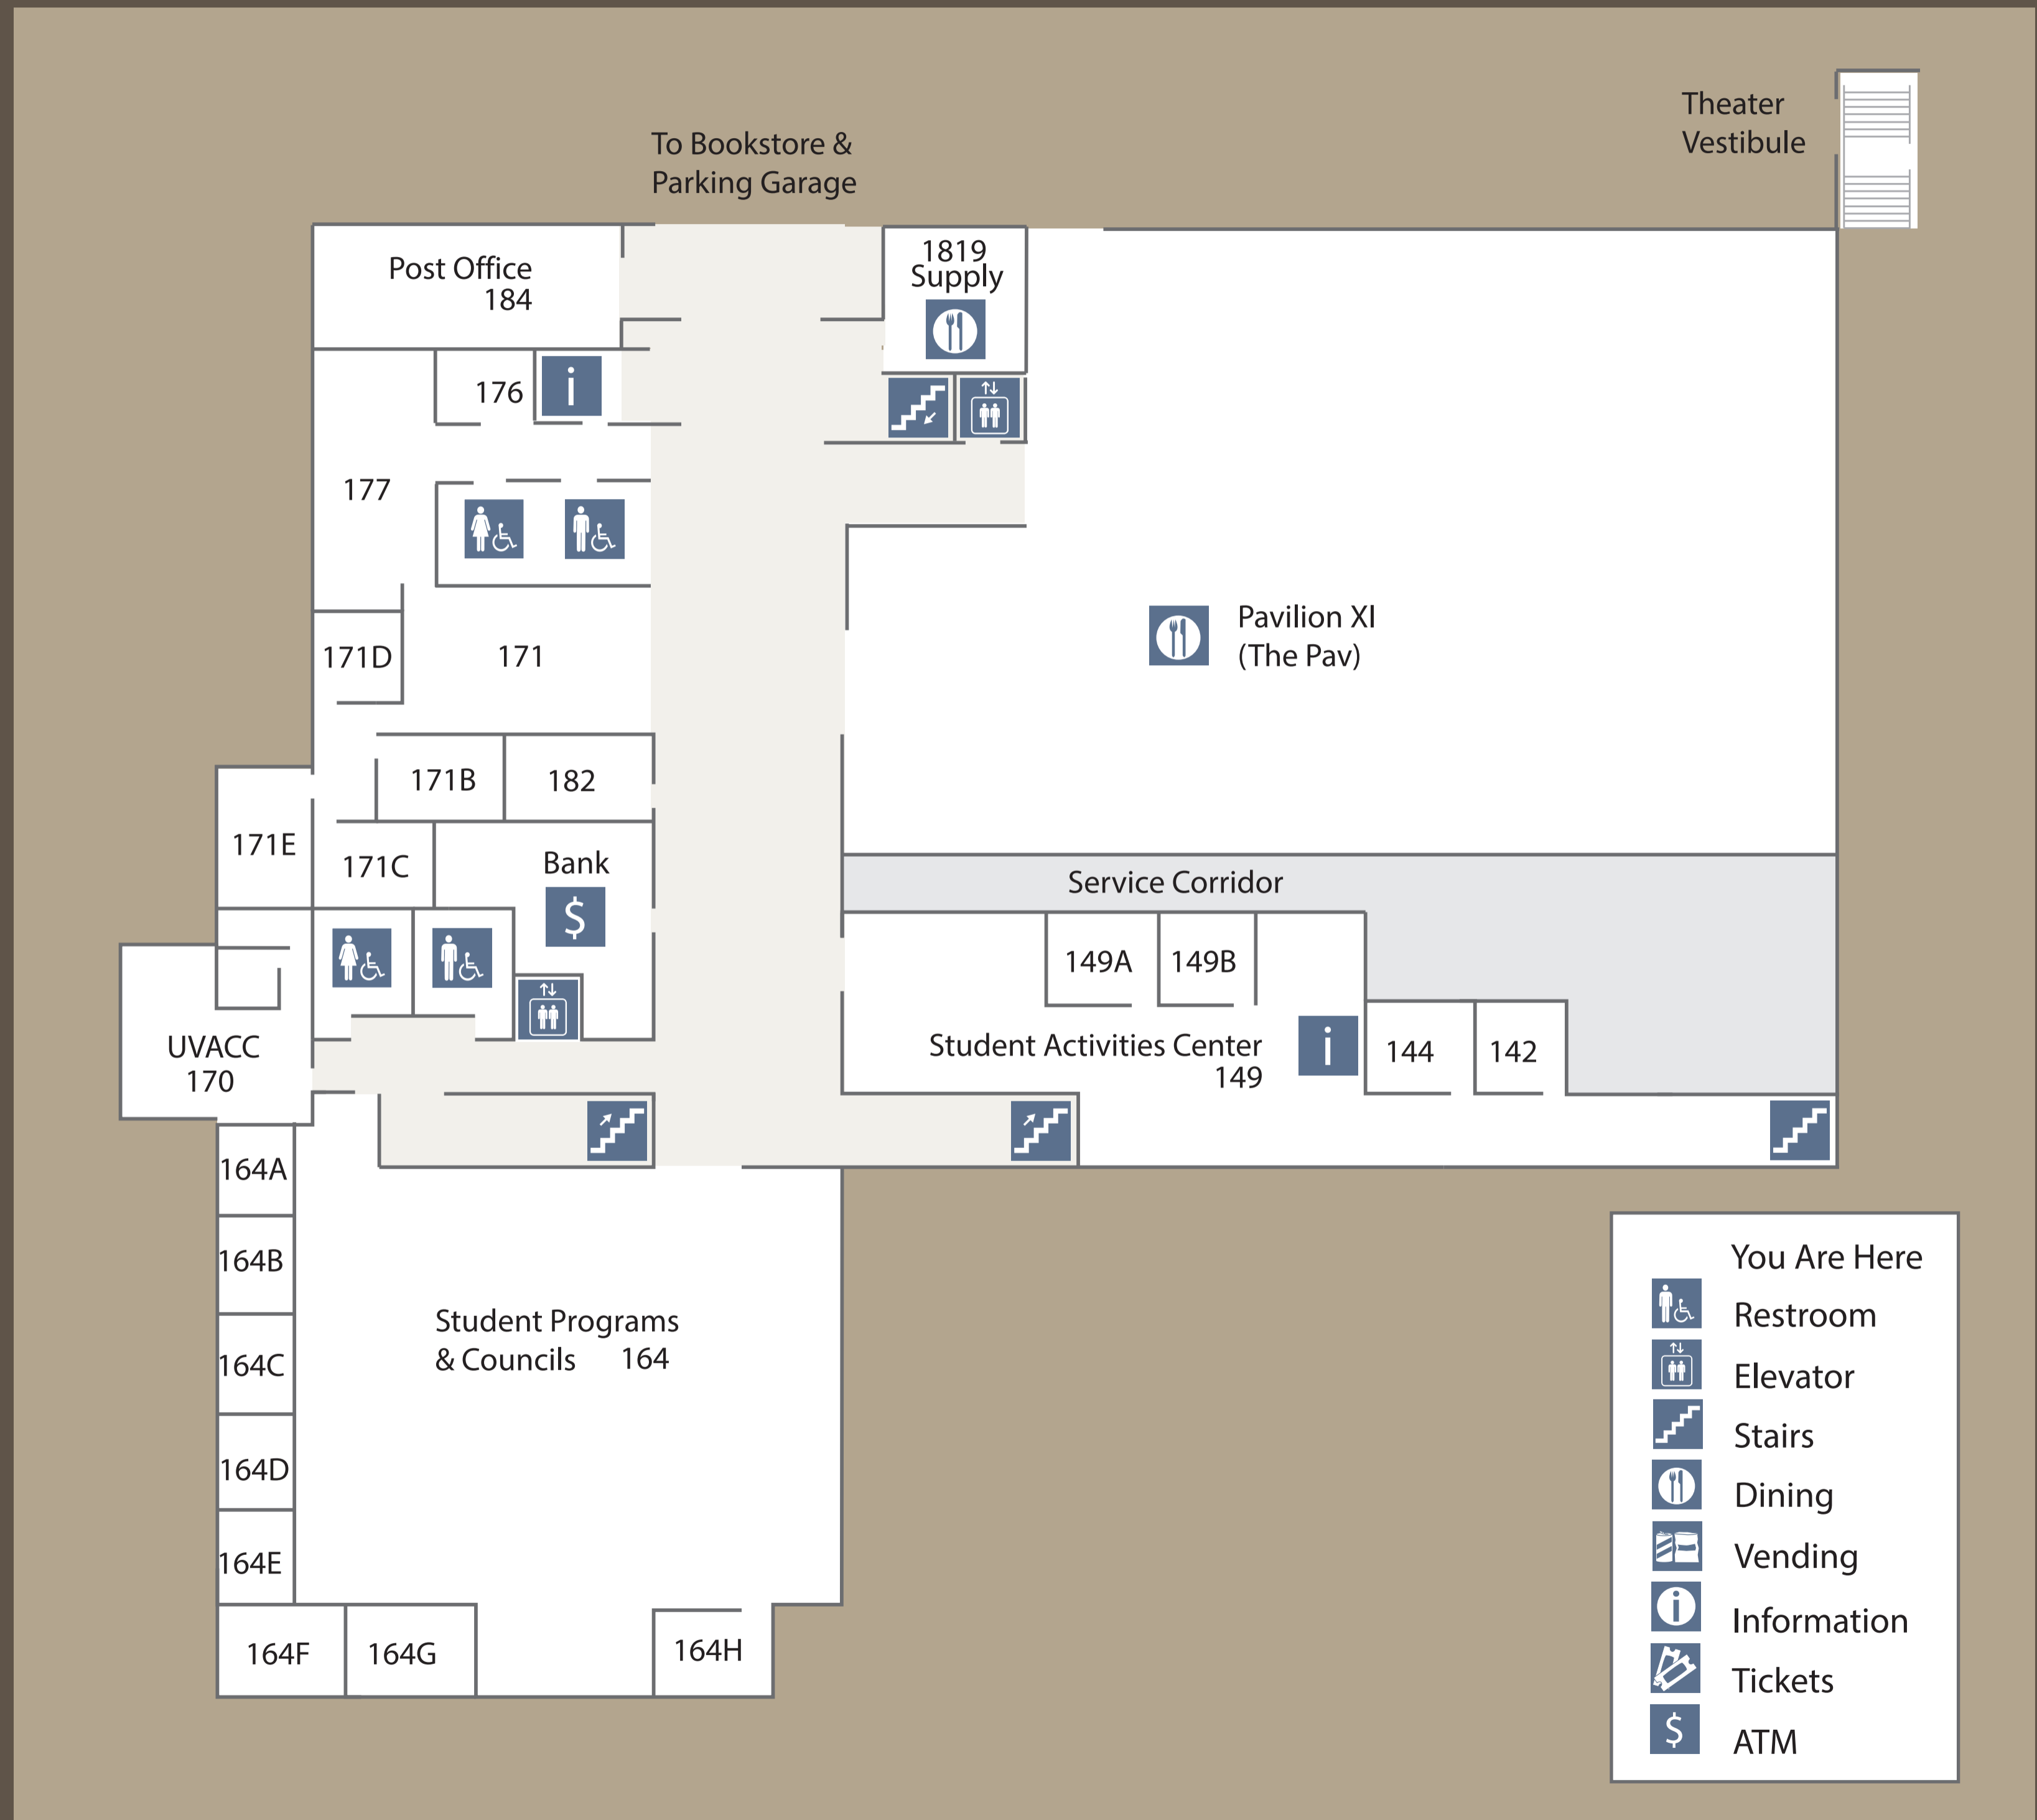 Theater
Vestibule
To Bookstore &
Parking Garage
Post Office
184
1819
Supply
176
i
177
Pavilion XI
(The Pav)
171D
171
171B
182
171E
171C
Bank
$
Service Corridor
149A
149B
UVACC
170
Student Activities Center
149
i
144
142
164A
164B
164C
164D
164E
Student Programs
& Councils 164
164F
164G
164H
You Are Here
Restroom
Elevator
Stairs
Dining
Vending
i
Information
Tickets
$
ATM